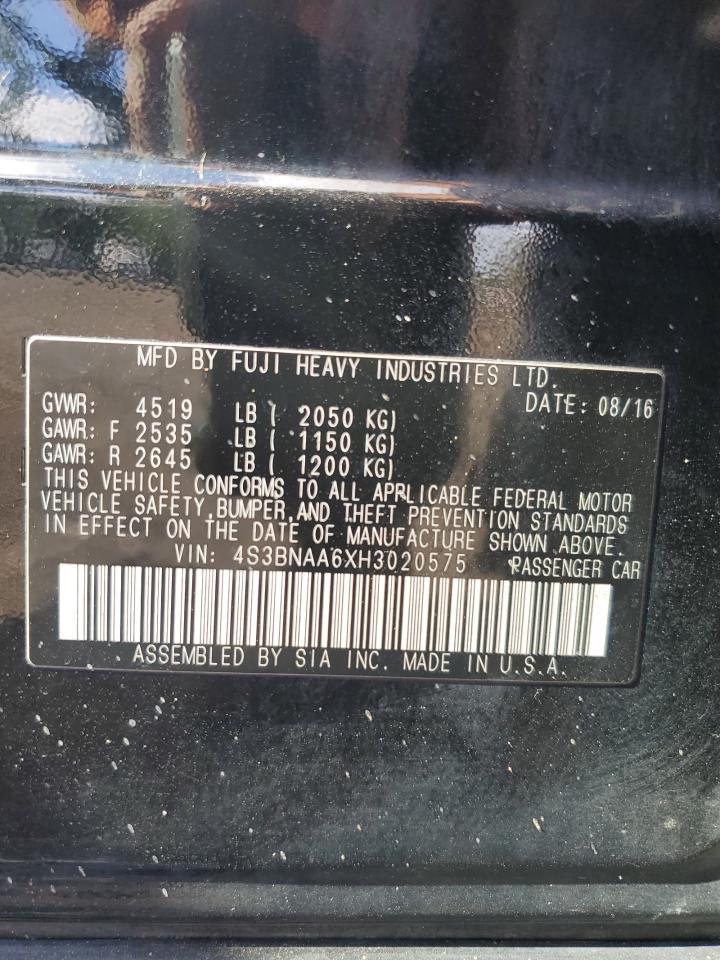 MFD BY FUJI HEAVY INDUSTRIES LTD.
DATE: 08/16
GVWR: 4519 LB ( 2050 KG)
GAWR: F 2535 LB ( 1150 KG)
GAWR: R 2645 LB ( 1200 KG)
THIS VEHICLE CONFORMS TO ALL APPLICABLE FEDERAL MOTOR
VEHICLE SAFETY, BUMPER, AND THEFT PREVENTION STANDARDS
IN EFFECT ON THE DATE OF MANUFACTURE SHOWN ABOVE.
VIN: 4S3BNAA6XH3020575 PASSENGER CAR
ASSEMBLED BY SIA INC. MADE IN U.S.A.